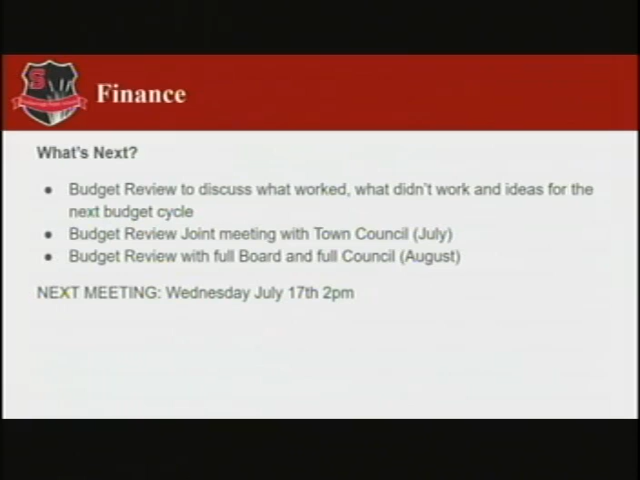 S
Finance
What's Next?
● Budget Review to discuss what worked, what didn't work and ideas for the
next budget cycle
● Budget Review Joint meeting with Town Council (July)
● Budget Review with full Board and full Council (August)
NEXT MEETING: Wednesday July 17th 2pm